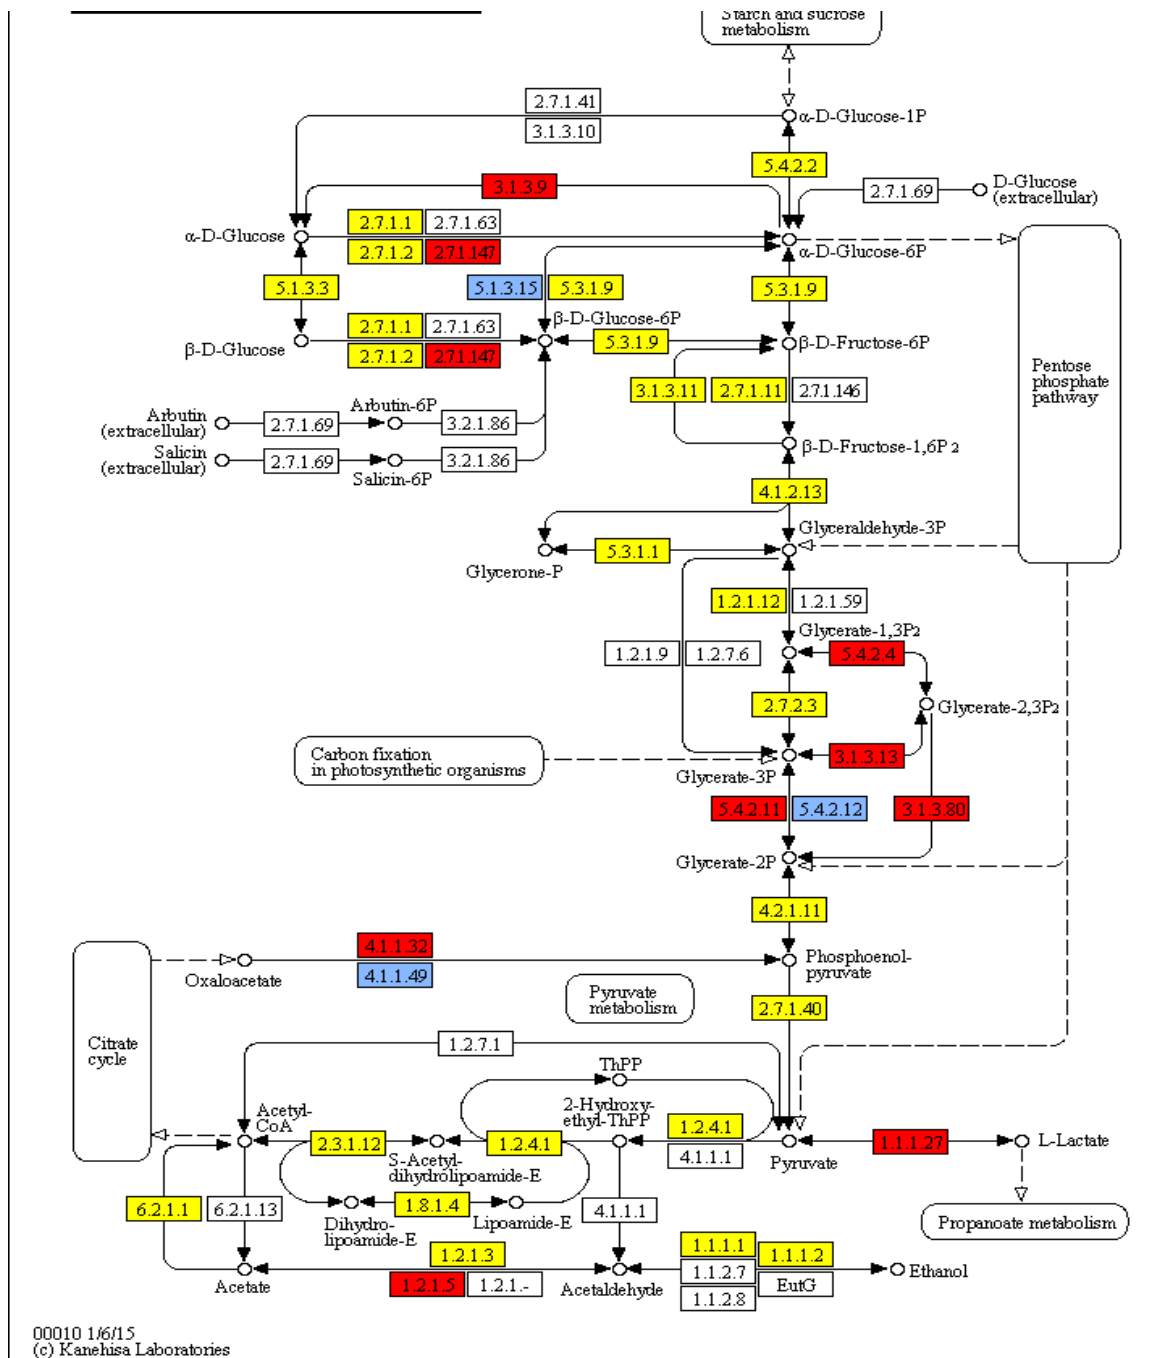 Starch and sucrose
metabolism
2.7.1.41
3.1.3.10
α-D-Glucose-1P
5.4.2.2
3.1.3.9
2.7.1.69
D-Glucose
(extracellular)
2.7.1.1
2.7.1.63
α-D-Glucose
2.7.1.2
2.7.1.147
α-D-Glucose-6P
5.1.3.3
5.1.3.15
5.3.1.9
5.3.1.9
β-D-Glucose-6P
2.7.1.1
2.7.1.63
β-D-Glucose
2.7.1.2
2.7.1.147
5.3.1.9
β-D-Fructose-6P
Pentose
phosphate
pathway
3.1.3.11
2.7.1.11
2.7.1.146
Arbutin
(extracellular)
2.7.1.69
Arbutin-6P
3.2.1.86
Salicin
(extracellular)
2.7.1.69
Salicin-6P
3.2.1.86
β-D-Fructose-1,6P2
4.1.2.13
Glyceraldehyde-3P
5.3.1.1
Glycerone-P
1.2.1.12
1.2.1.59
Glycerate-1,3P2
1.2.1.9
1.2.7.6
5.4.2.4
2.7.2.3
Glycerate-2,3P2
Carbon fixation
in photosynthetic organisms
3.1.3.13
Glycerate-3P
5.4.2.11
5.4.2.12
3.1.3.80
Glycerate-2P
4.2.1.11
4.1.1.32
Oxaloacetate
4.1.1.49
Phosphoenol-
pyruvate
Pyruvate
metabolism
2.7.1.40
Citrate
cycle
1.2.7.1
ThPP
2-Hydroxy-
ethyl-ThPP
Acetyl-
CoA
2.3.1.12
1.2.4.1
1.2.4.1
4.1.1.1
Pyruvate
1.1.1.27
L-Lactate
S-Acetyl-
dihydrolipoamide-E
6.2.1.1
6.2.1.13
1.8.1.4
Dihydro-
lipoamide-E
Lipoamide-E
4.1.1.1
Propanoate metabolism
1.2.1.3
1.1.1.1
1.1.1.2
Acetate
1.2.1.5
1.2.1.-
Acetaldehyde
1.1.2.7
EutG
Ethanol
1.1.2.8
00010 1/6/15
(c) Kanehisa Laboratories